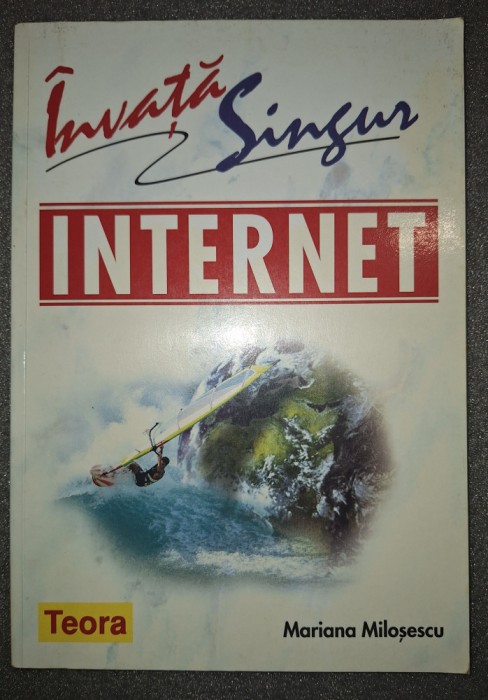 Învață
Singur
INTERNET
Teora
Mariana Miloșescu